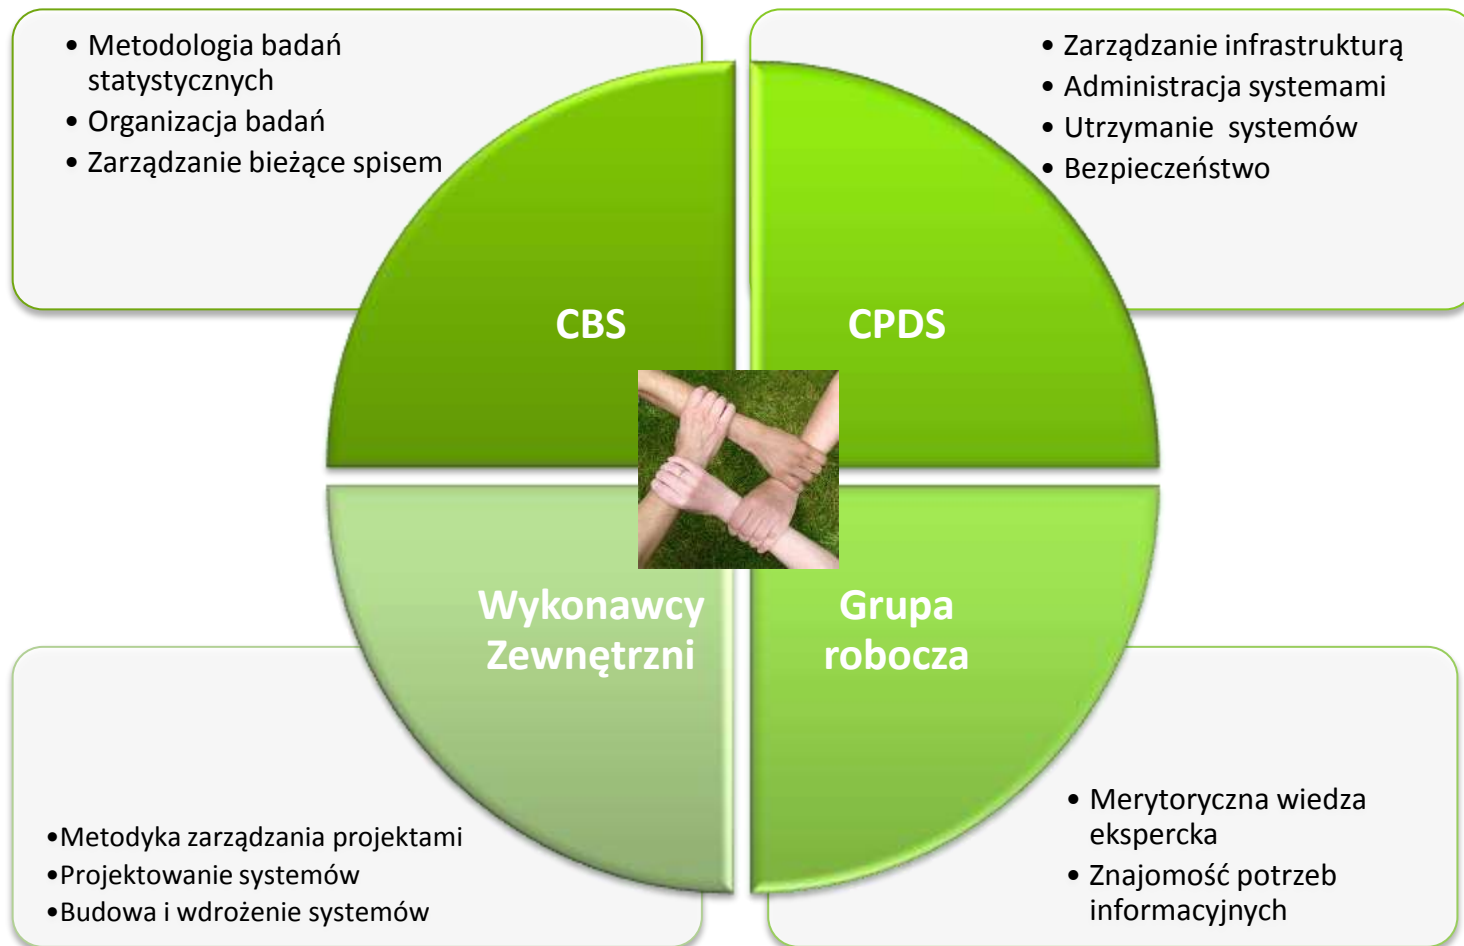 • Metodologia badań
statystycznych
• Organizacja badań
• Zarządzanie bieżące spisem
• Zarządzanie infrastrukturą
• Administracja systemami
• Utrzymanie  systemów
• Bezpieczeństwo
CBS
CPDS
Wykonawcy
Zewnętrzni
Grupa
robocza
•Metodyka zarządzania projektami
•Projektowanie systemów
•Budowa i wdrożenie systemów
• Merytoryczna wiedza
ekspercka
• Znajomość potrzeb
informacyjnych